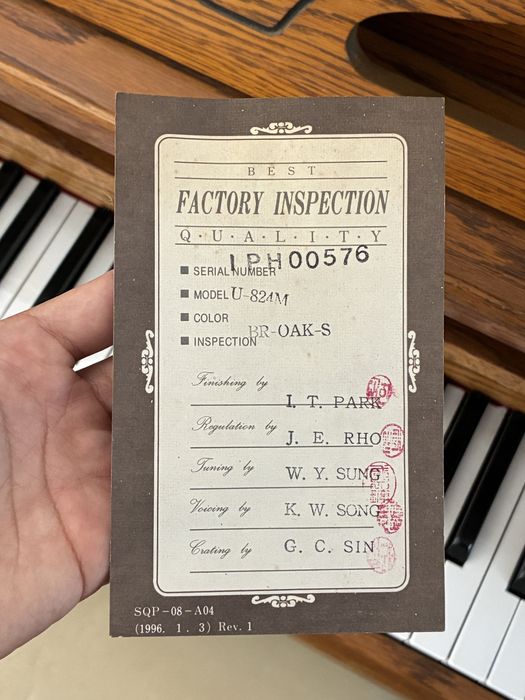 BEST
FACTORY INSPECTION
Q·U·A·L·I·T·Y
■ SERIAL NUMBER IPH00576
■ MODEL U-824M
■ COLOR BR-OAK-S
■ INSPECTION
Finishing by I. T. PARK
Regulation by J. E. RHO
Tuning by W. Y. SUNG
Voicing by K. W. SONG
Crating by G. C. SIN
SQP-08-A04
(1996. 1. 3) Rev. 1